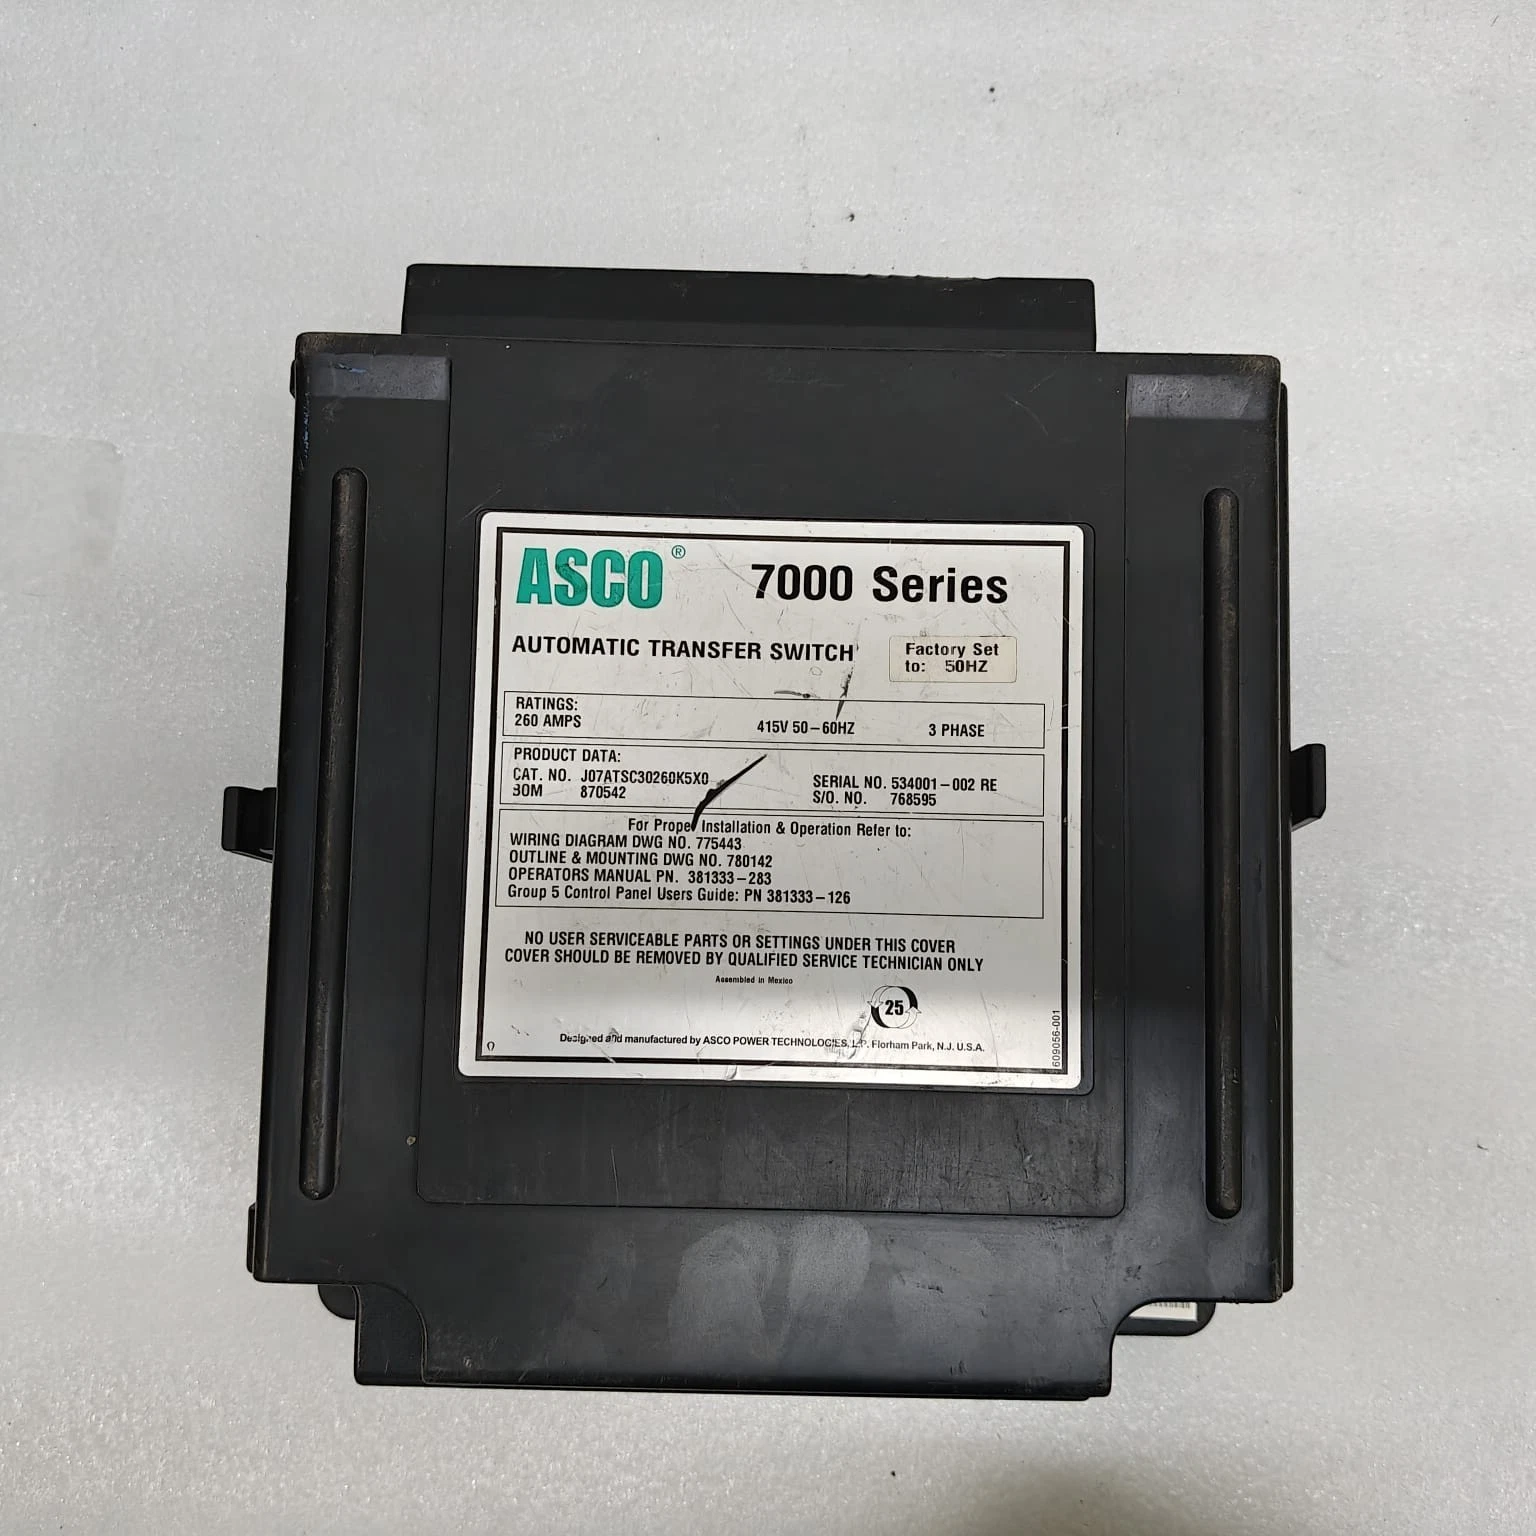 ASCO® 7000 Series
AUTOMATIC TRANSFER SWITCH
Factory Set
to: 50HZ
RATINGS:
260 AMPS 415V 50-60HZ 3 PHASE
PRODUCT DATA:
CAT. NO. J07ATSC30260K5X0 SERIAL NO. 534001-002 RE
BOM 870542 S/O. NO. 768595
For Proper Installation & Operation Refer to:
WIRING DIAGRAM DWG NO. 775443
OUTLINE & MOUNTING DWG NO. 780142
OPERATORS MANUAL PN. 381333-283
Group 5 Control Panel Users Guide: PN 381333-126
NO USER SERVICEABLE PARTS OR SETTINGS UNDER THIS COVER
COVER SHOULD BE REMOVED BY QUALIFIED SERVICE TECHNICIAN ONLY
Assembled in Mexico
25
Designed and manufactured by ASCO POWER TECHNOLOGIES, L.P. Florham Park, N.J. U.S.A.
609056-001